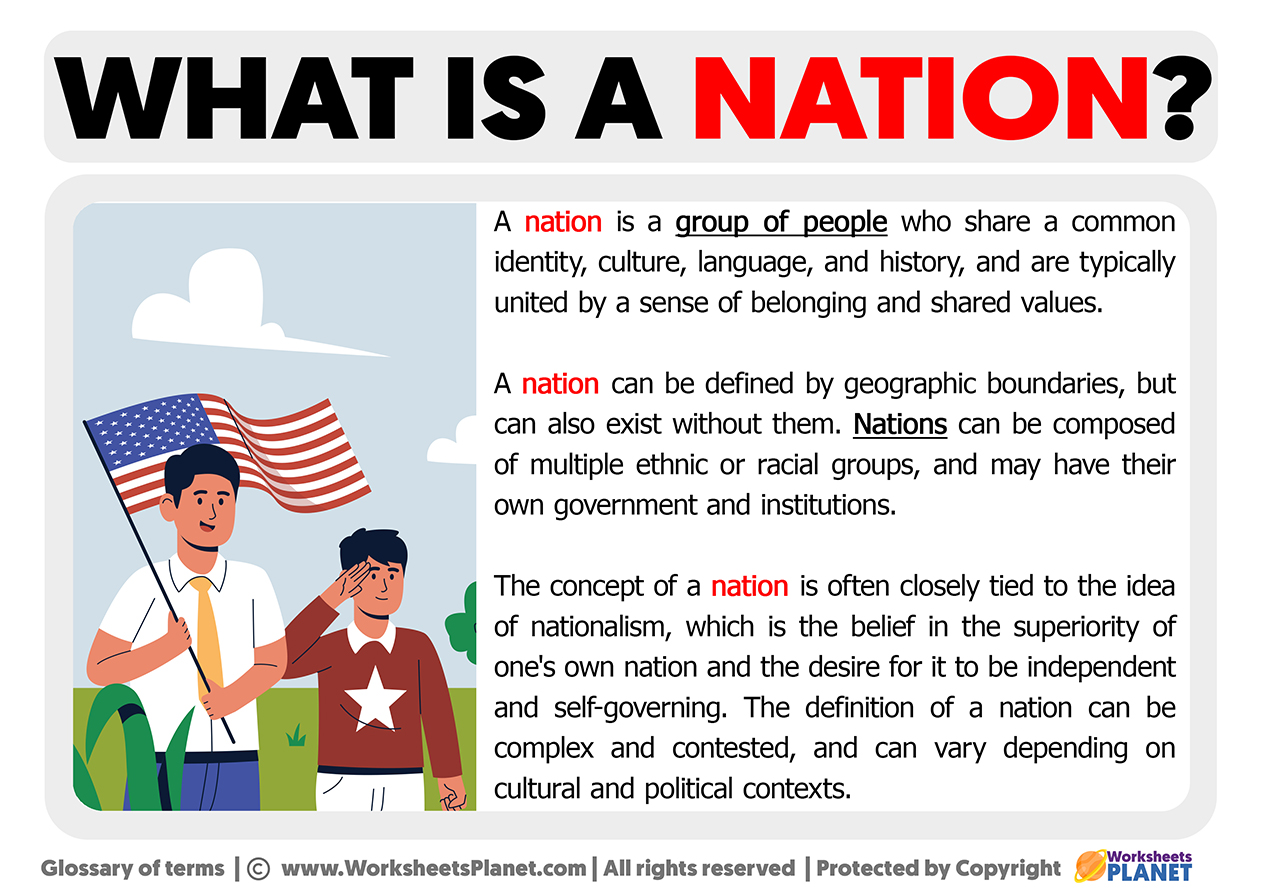 WHAT IS A NATION?
A nation is a group of people who share a common
identity, culture, language, and history, and are typically
united by a sense of belonging and shared values.
A nation can be defined by geographic boundaries, but
can also exist without them. Nations can be composed
of multiple ethnic or racial groups, and may have their
own government and institutions.
The concept of a nation is often closely tied to the idea
of nationalism, which is the belief in the superiority of
one's own nation and the desire for it to be independent
and self-governing. The definition of a nation can be
complex and contested, and can vary depending on
cultural and political contexts.
Glossary of terms | © www.WorksheetsPlanet.com | All rights reserved | Protected by Copyright
Worksheets
PLANET